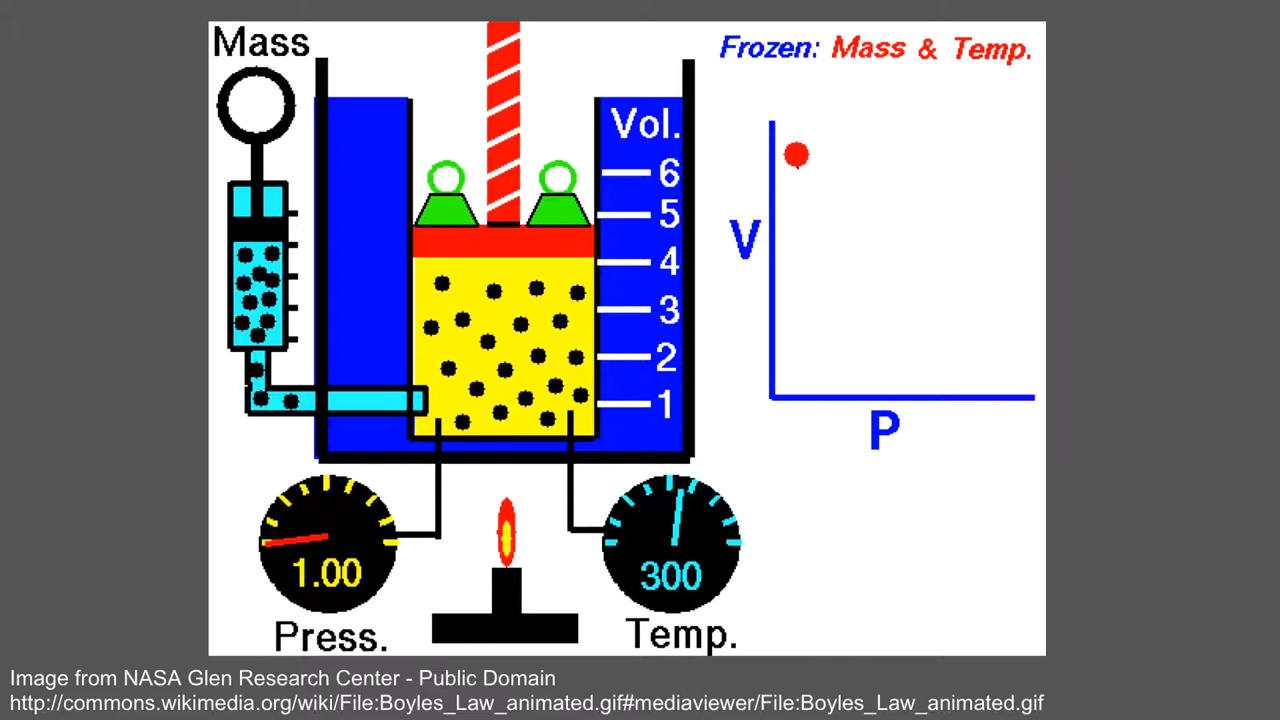 Mass
Frozen: Mass & Temp.
Vol.
6
5
4
3
2
1
V
P
1.00
300
Press.
Temp.
Image from NASA Glen Research Center - Public Domain
http://commons.wikimedia.org/wiki/File:Boyles_Law_animated.gif#mediaviewer/File:Boyles_Law_animated.gif